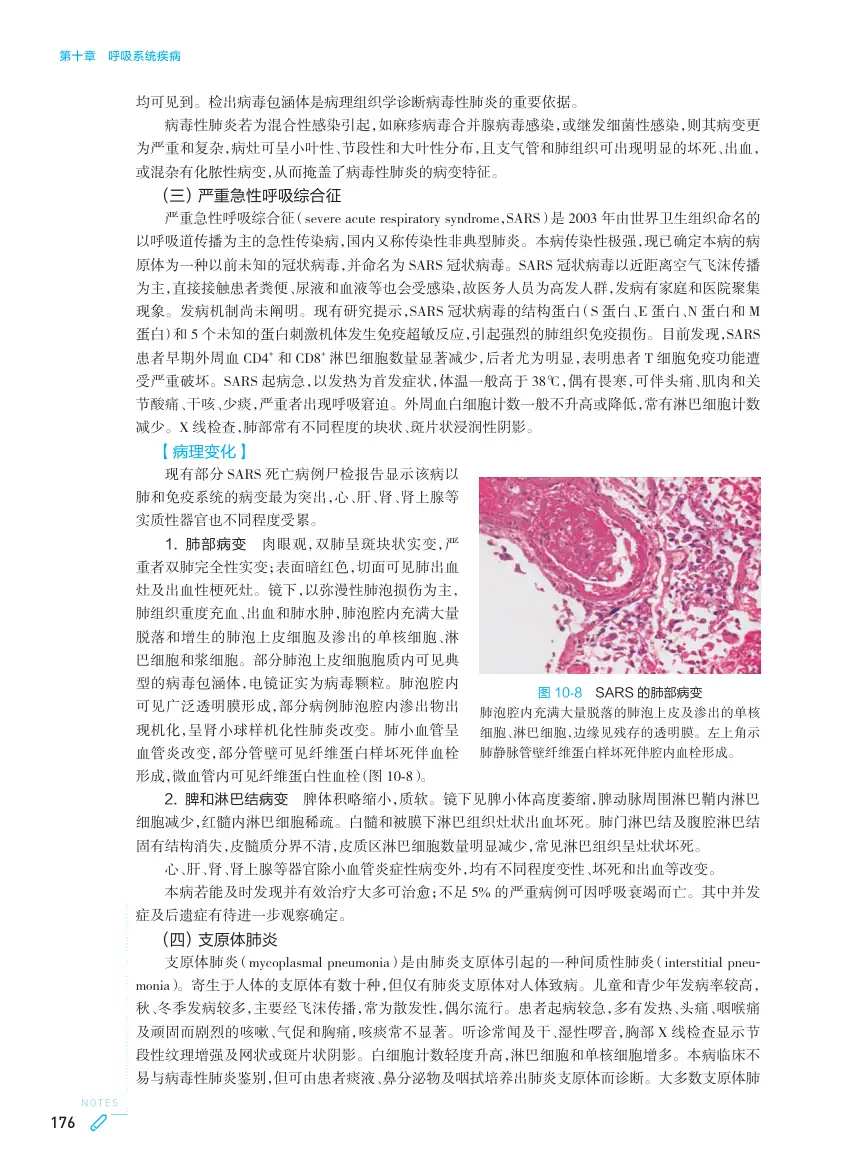 第十章 呼吸系统疾病
均可见到。检出病毒包涵体是病理组织学诊断病毒性肺炎的重要依据。
病毒性肺炎若为混合性感染引起,如麻疹病毒合并腺病毒感染,或继发细菌性感染,则其病变更
为严重和复杂,病灶可呈小叶性、节段性和大叶性分布,且支气管和肺组织可出现明显的坏死、出血,
或混杂有化脓性病变,从而掩盖了病毒性肺炎的病变特征。
(三)严重急性呼吸综合征
严重急性呼吸综合征(severe acute respiratory syndrome,SARS)是 2003 年由世界卫生组织命名的
以呼吸道传播为主的急性传染病,国内又称传染性非典型肺炎。本病传染性极强,现已确定本病的病
原体为一种以前未知的冠状病毒,并命名为 SARS 冠状病毒。SARS 冠状病毒以近距离空气飞沫传播
为主,直接接触患者粪便、尿液和血液等也会受感染,故医务人员为高发人群,发病有家庭和医院聚集
现象。发病机制尚未阐明。现有研究提示,SARS 冠状病毒的结构蛋白(S 蛋白、E 蛋白、N 蛋白和 M
蛋白)和 5 个未知的蛋白刺激机体发生免疫超敏反应,引起强烈的肺组织免疫损伤。目前发现,SARS
患者早期外周血 CD4⁺ 和 CD8⁺ 淋巴细胞数量显著减少,后者尤为明显,表明患者 T 细胞免疫功能遭
受严重破坏。SARS 起病急,以发热为首发症状,体温一般高于 38℃,偶有畏寒,可伴头痛、肌肉和关
节酸痛、干咳、少痰,严重者出现呼吸窘迫。外周血白细胞计数一般不升高或降低,常有淋巴细胞计数
减少。X 线检查,肺部常有不同程度的块状、斑片状浸润性阴影。
【病理变化】
现有部分 SARS 死亡病例尸检报告显示该病以
肺和免疫系统的病变最为突出,心、肝、肾、肾上腺等
实质性器官也不同程度受累。
1. 肺部病变 肉眼观,双肺呈斑块状实变,严
重者双肺完全性实变;表面暗红色,切面可见肺出血
灶及出血性梗死灶。镜下,以弥漫性肺泡损伤为主,
肺组织重度充血、出血和肺水肿,肺泡腔内充满大量
脱落和增生的肺泡上皮细胞及渗出的单核细胞、淋
巴细胞和浆细胞。部分肺泡上皮细胞胞质内可见典
型的病毒包涵体,电镜证实为病毒颗粒。肺泡腔内
可见广泛透明膜形成,部分病例肺泡腔内渗出物出
现机化,呈肾小球样机化性肺炎改变。肺小血管呈
血管炎改变,部分管壁可见纤维蛋白样坏死伴血栓
形成,微血管内可见纤维蛋白性血栓(图 10-8)。
图 10-8 SARS 的肺部病变
肺泡腔内充满大量脱落的肺泡上皮及渗出的单核
细胞、淋巴细胞,边缘见残存的透明膜。左上角示
肺静脉管壁纤维蛋白样坏死伴腔内血栓形成。
2. 脾和淋巴结病变 脾体积略缩小,质软。镜下见脾小体高度萎缩,脾动脉周围淋巴鞘内淋巴
细胞减少,红髓内淋巴细胞稀疏。白髓和被膜下淋巴组织灶状出血坏死。肺门淋巴结及腹腔淋巴结
固有结构消失,皮髓质分界不清,皮质区淋巴细胞数量明显减少,常见淋巴组织呈灶状坏死。
心、肝、肾、肾上腺等器官除小血管炎症性病变外,均有不同程度变性、坏死和出血等改变。
本病若能及时发现并有效治疗大多可治愈;不足 5% 的严重病例可因呼吸衰竭而亡。其中并发
症及后遗症有待进一步观察确定。
(四)支原体肺炎
支原体肺炎(mycoplasmal pneumonia)是由肺炎支原体引起的一种间质性肺炎(interstitial pneu-
monia)。寄生于人体的支原体有数十种,但仅有肺炎支原体对人体致病。儿童和青少年发病率较高,
秋、冬季发病较多,主要经飞沫传播,常为散发性,偶尔流行。患者起病较急,多有发热、头痛、咽喉痛
及顽固而剧烈的咳嗽、气促和胸痛,咳痰常不显著。听诊常闻及干、湿性啰音,胸部 X 线检查显示节
段性纹理增强及网状或斑片状阴影。白细胞计数轻度升高,淋巴细胞和单核细胞增多。本病临床不
易与病毒性肺炎鉴别,但可由患者痰液、鼻分泌物及咽拭培养出肺炎支原体而诊断。大多数支原体肺
NOTES
176